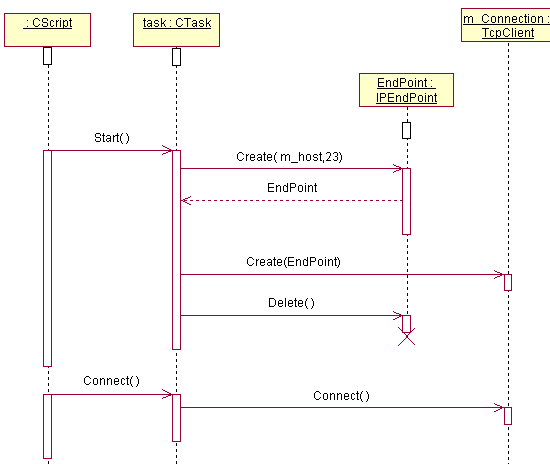 : CScript
task : CTask
m_Connection :
TcpClient
EndPoint :
IPEndPoint
Start( )
Create( m_host,23)
EndPoint
Create(EndPoint)
Delete( )
Connect( )
Connect( )